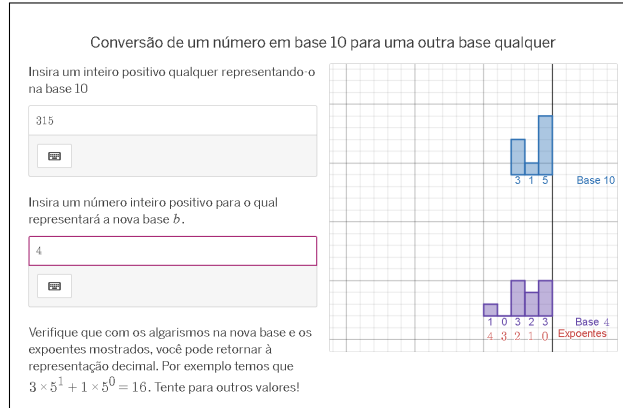 Conversão de um número em base 10 para uma outra base qualquer
Insira um inteiro positivo qualquer representando-o
na base 10
315
Insira um número inteiro positivo para o qual
representará a nova base b.
4
Verifique que com os algarismos na nova base e os
expoentes mostrados, você pode retornar à
representação decimal. Por exemplo temos que
3 × 5¹ + 1 × 5⁰ = 16. Tente para outros valores!
3 1 5 Base 10
1 0 3 2 3 Base 4
4 3 2 1 0 Expoentes